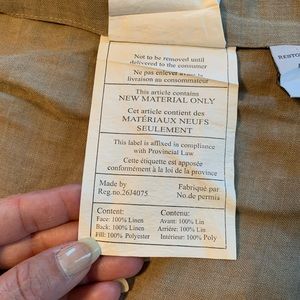 Not to be removed until
delivered to the consumer
Ne pas enlever avant la
livraison au consommateur
This article contains
NEW MATERIAL ONLY
Cet article contient des
MATÉRIAUX NEUFS
SEULEMENT
This label is affixed in compliance
with Provincial Law
Cette étiquette est apposée
conformément à la loi de la province
Made by
Reg.no.26J4075.
Fabriqué par
No.de permis
Content:
Face: 100% Linen
Back: 100% Linen
Fill: 100% Polyester
Contenu:
Avant: 100% Lin
Arrière: 100% Lin
Intérieur: 100% Poly
RESTO